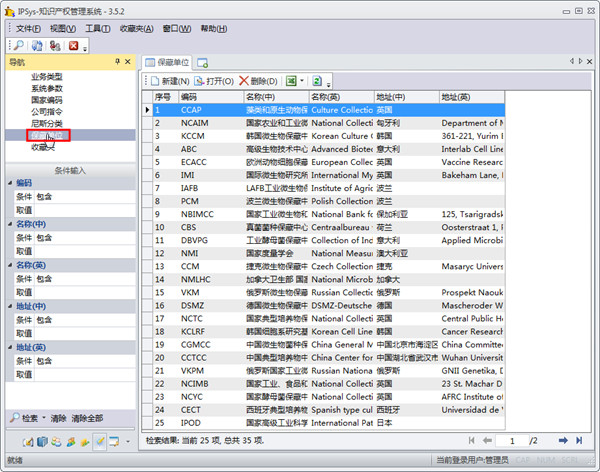 IPSys-知识产权管理系统 - 3.5.2
文件(F) 视图(V) 工具(T) 收藏夹(A) 窗口(W) 帮助(H)
导航
业务类型
系统参数
国家编码
公司指令
尼斯分类
收藏夹
条件输入
编码
条件 包含
取值
名称(中)
条件 包含
取值
名称(英)
条件 包含
取值
地址(中)
条件 包含
取值
地址(英)
条件 包含
取值
检索 清除 清除全部
保藏单位
新建(N) 打开(O) 删除(D)
序号 编码 名称(中) 名称(英) 地址(中) 地址(英)
1 CCAP 藻类和原生动物保 Culture Collectio 英国
2 NCAIM 国家农业和工业微 National Collecti 匈牙利 Department of M
3 KCCM 韩国微生物保藏中 Korean Culture C 韩国 361-221, Yurim b
4 ABC 高级生物技术中心 Advanced Biotec 意大利 Interlab Cell Line
5 ECACC 欧洲动物细胞保藏 European Collec 英国 Vaccine Researc
6 IMI 国际微生物研究所 International My 英国 Bakeham Lane, 
7 IAFB LAFB工业微生物 Institute of Agric 波兰
8 PCM 波兰微生物保藏中 Polish Collection 波兰
9 NBIMCC 国家工业微生物和 National Bank for 保加利亚 125, Tsarigradsk
10 CBS 真菌菌种保藏中心 Centraalbureau 荷兰 Oosterstraat 1, 
11 DBVPG 工业酵母菌保藏中 Collection of Ind 意大利 Applied Microbi
12 NMI 国家度量学会 National Measur 澳大利亚
13 CCM 捷克微生物保藏中 Czech Collection 捷克 Masaryc Univers
14 NMLHC 加拿大卫生部 国 National Microbi 加拿大
15 VKM 俄罗斯微生物保藏 Russian Collectio 俄罗斯 Prospekt Naouk
16 DSMZ 德国微生物保藏中 DSMZ-Deutsche 德国 Mascheroder W
17 NCTC 国家典型培养物中 National Collecti 英国 Central Public He
18 KCLRF 韩国细胞系研究基 Korean Cell Line 韩国 Cancer Research
19 CGMCC 中国微生物菌种保 China General M 中国北京市海淀区 China Committee
20 CCTCC 中国典型培养物中 China Center for 中国湖北省武汉市 Wuhan Universi
21 VKPM 俄罗斯国家工业微 Russian National 俄罗斯 GNII Genetika, D
22 NCIMB 国家工业、食品和 National Collecti 英国 23 St. Machar D
23 NCYC 国家酵母菌保藏中 National Collecti 英国 AFRC Institute of
24 CECT 西班牙典型培养物 Spanish type cul 西班牙 Universidad de V
25 IPOD 国家高级工业科学 International Pat 日本
检索结果: 当前 25 项, 总共 35 项.
1 /2
就绪
当前登录用户:管理员 CAP NUM SCRL